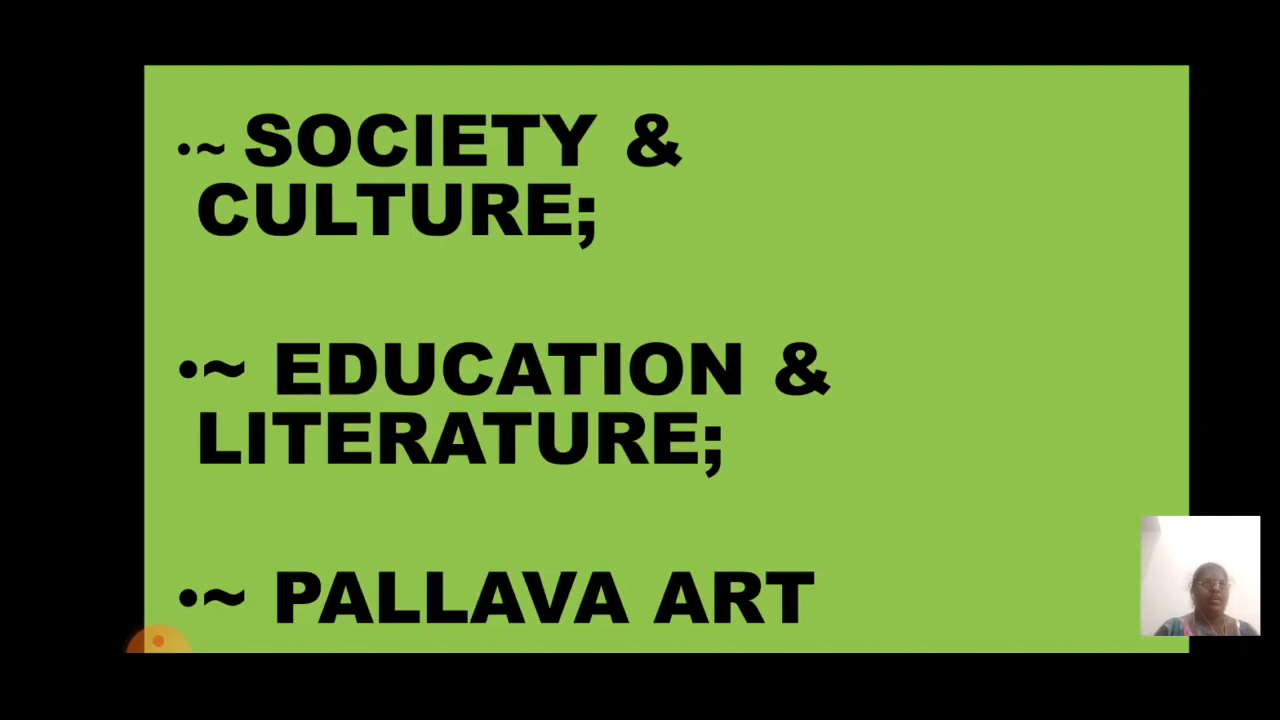 •~ SOCIETY &
CULTURE;
•~ EDUCATION &
LITERATURE;
•~ PALLAVA ART